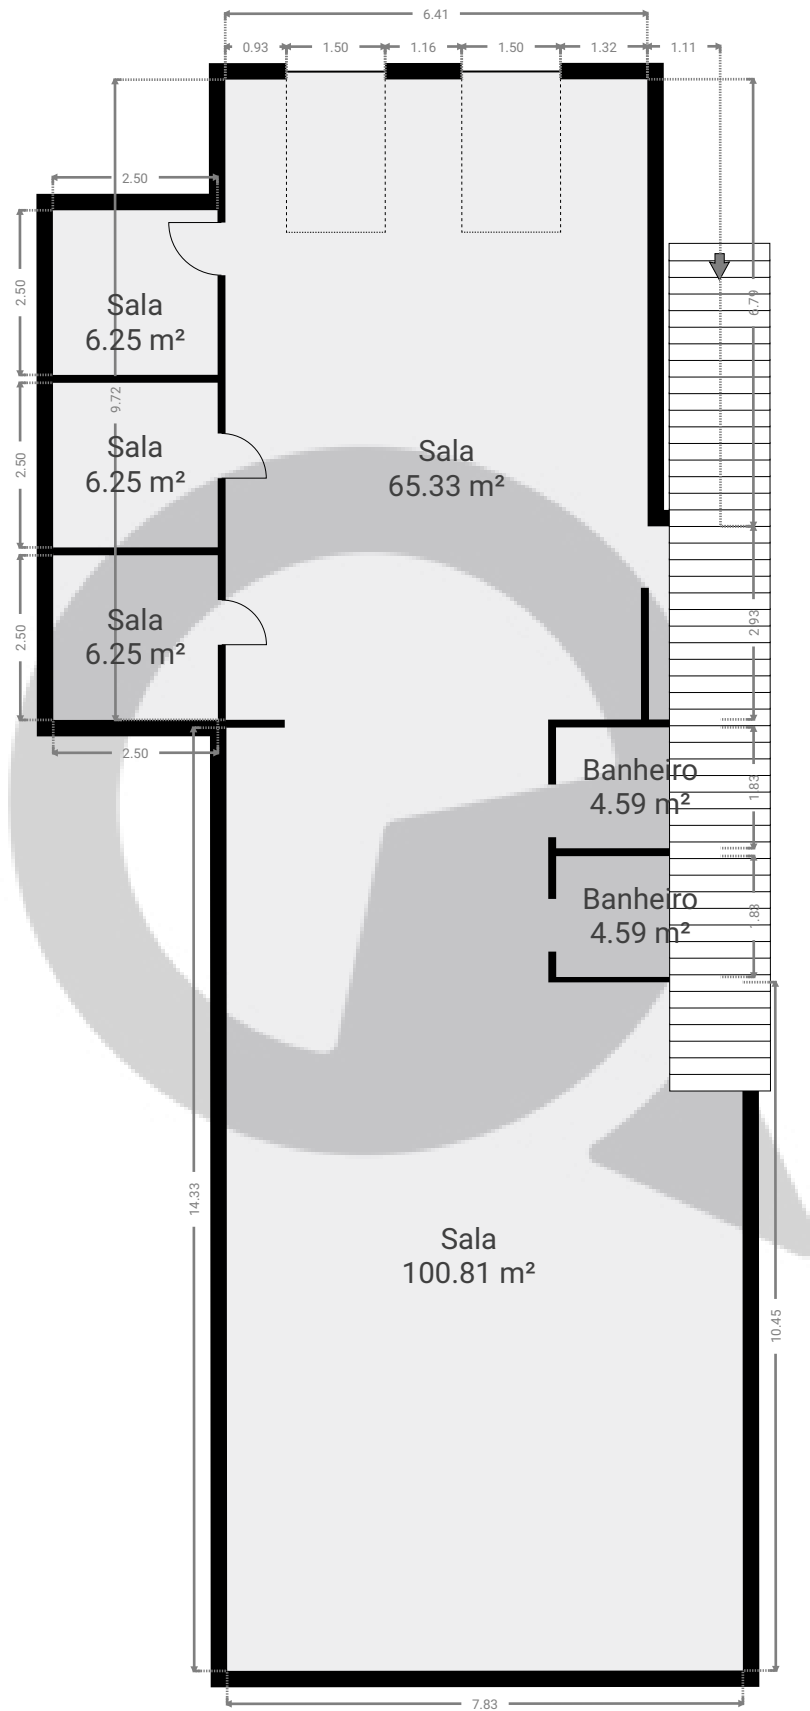 6.41
0.93 1.50 1.16 1.50 1.32 1.11
2.50
2.50
6.79
Sala
6.25 m²
9.72
Sala
6.25 m²
2.50
Sala
65.33 m²
Sala
6.25 m²
2.50
2.93
2.50
Banheiro
4.59 m²
1.83
Banheiro
4.59 m²
1.83
14.33
Sala
100.81 m²
10.45
7.83